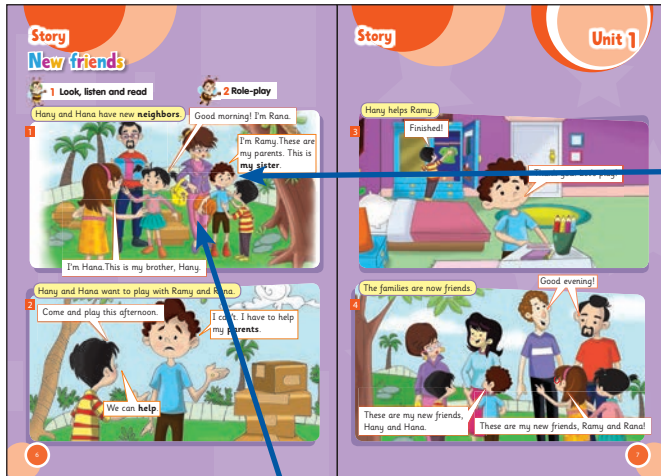 Story
New friends
1 Look, listen and read
2 Role-play
Hany and Hana have new neighbors.
1
Good morning! I'm Rana.
I'm Ramy.These are
my parents. This is
my sister.
I'm Hana.This is my brother, Hany.
Hany and Hana want to play with Ramy and Rana.
2
Come and play this afternoon.
I can't. I have to help
my parents.
We can help.
6
Story
Unit 1
Hany helps Ramy.
3
Finished!
The families are now friends.
4
Good evening!
These are my new friends,
Hany and Hana.
These are my new friends, Ramy and Rana!
7